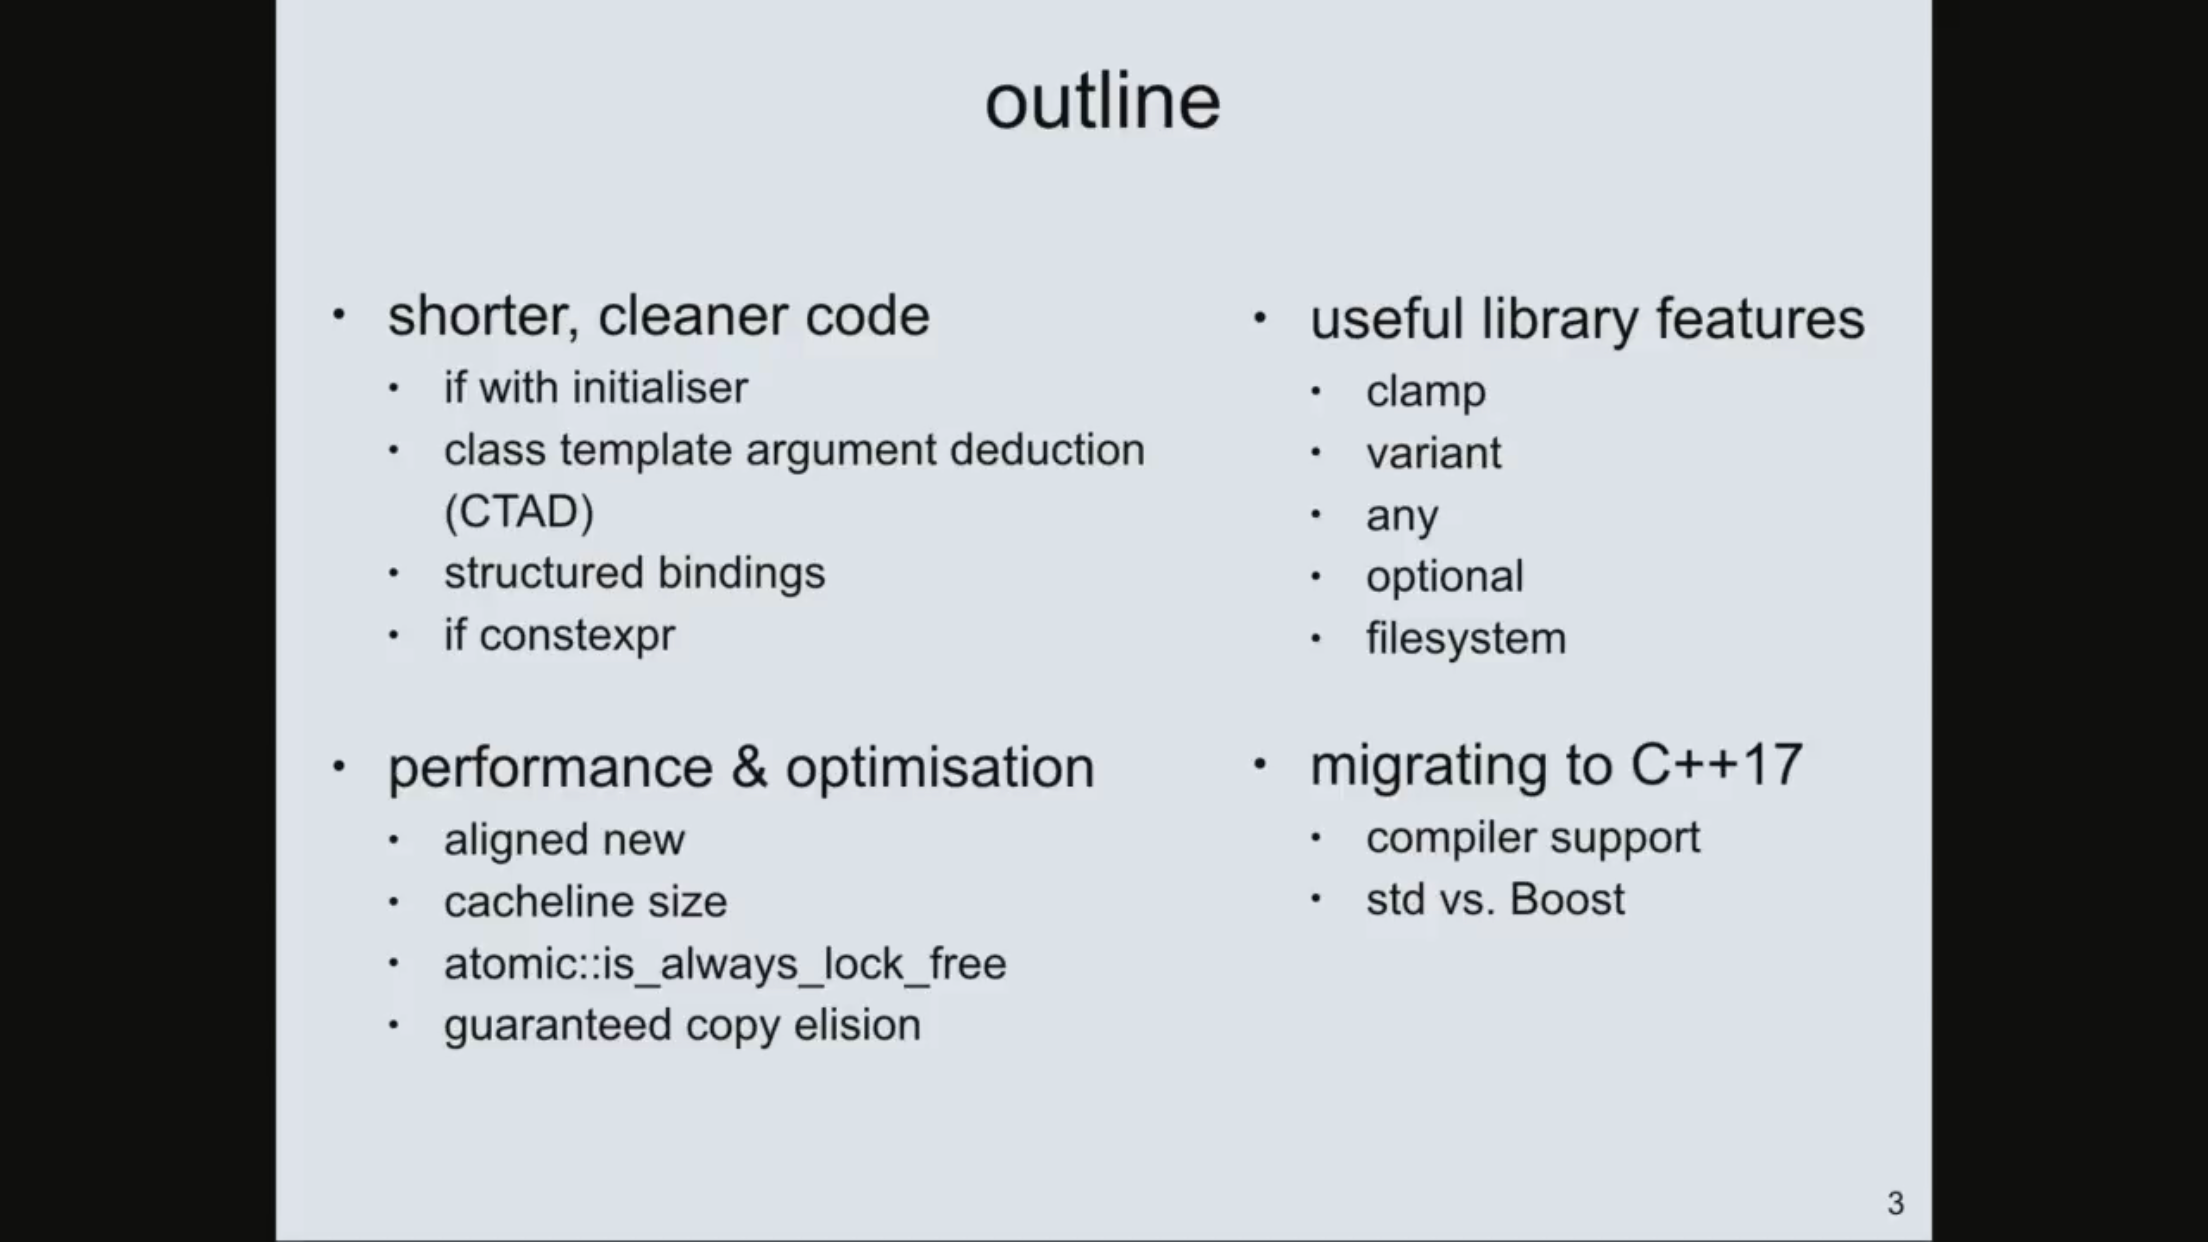 outline
shorter, cleaner code
if with initialiser
class template argument deduction
(CTAD)
structured bindings
if constexpr
performance & optimisation
aligned new
cacheline size
atomic::is_always_lock_free
guaranteed copy elision
useful library features
clamp
variant
any
optional
filesystem
migrating to C++17
compiler support
std vs. Boost
3